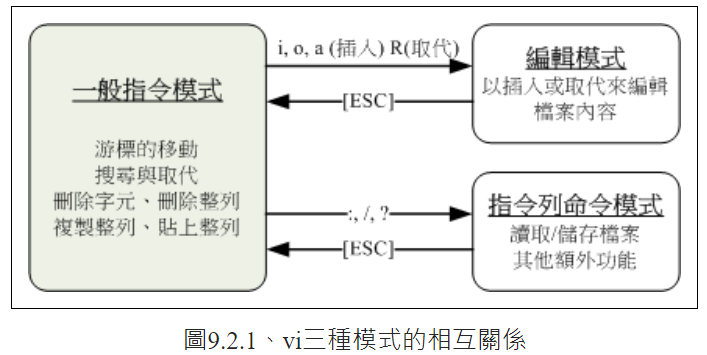 一般指令模式
游標的移動
搜尋與取代
刪除字元、刪除整列
複製整列、貼上整列
i, o, a (插入) R(取代)
[ESC]
編輯模式
以插入或取代來編輯
檔案內容
:, /, ?
[ESC]
指令列命令模式
讀取/儲存檔案
其他額外功能
圖9.2.1、vi三種模式的相互關係